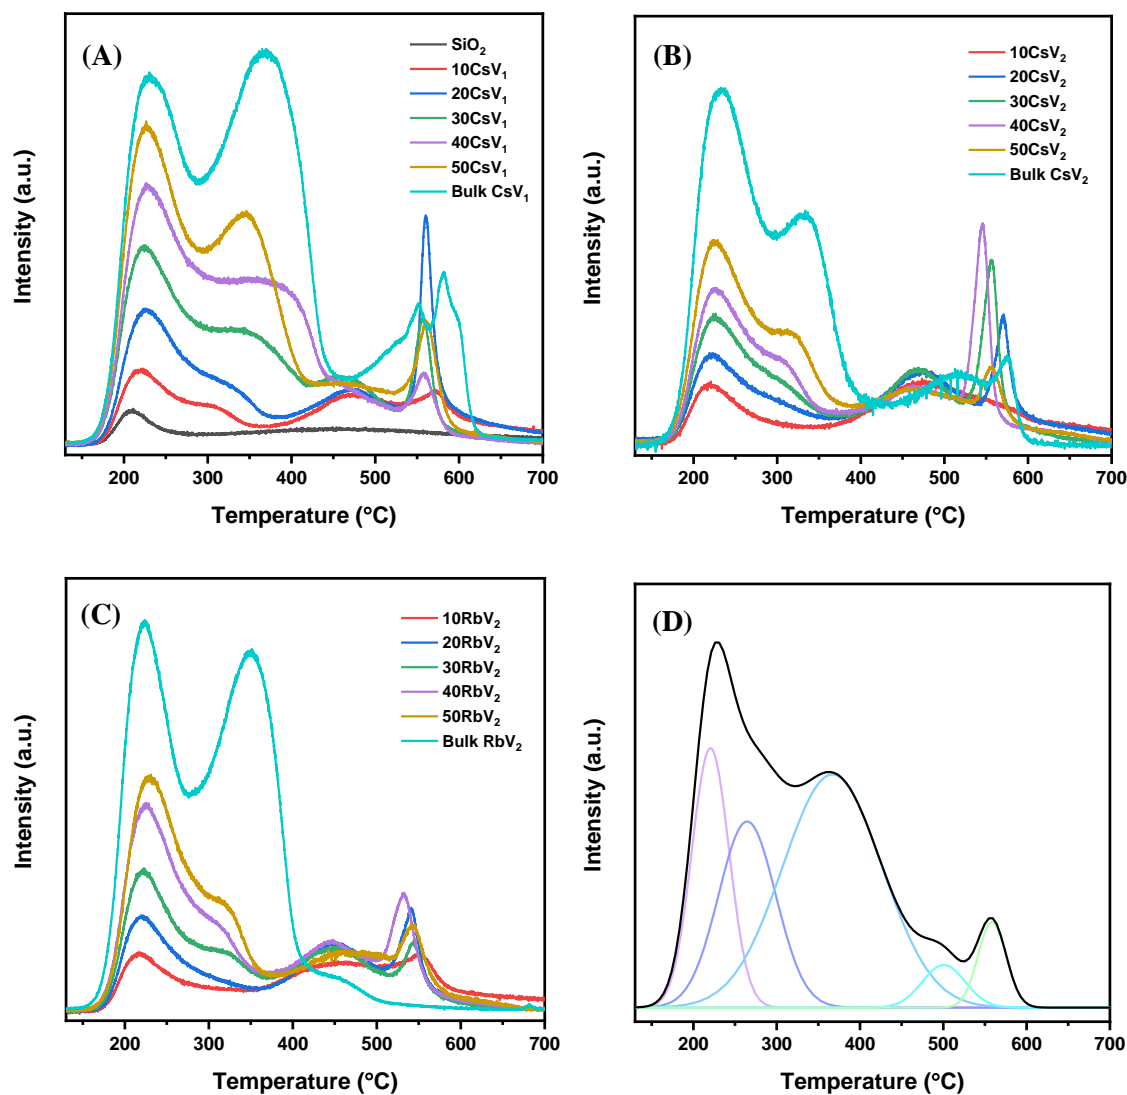 (A)
SiO₂
10CsV₁
20CsV₁
30CsV₁
40CsV₁
50CsV₁
Bulk CsV₁
Intensity (a.u.)
200 300 400 500 600 700
Temperature (°C)
(B)
10CsV₂
20CsV₂
30CsV₂
40CsV₂
50CsV₂
Bulk CsV₂
Intensity (a.u.)
200 300 400 500 600 700
Temperature (°C)
(C)
10RbV₂
20RbV₂
30RbV₂
40RbV₂
50RbV₂
Bulk RbV₂
Intensity (a.u.)
200 300 400 500 600 700
Temperature (°C)
(D)
Intensity (a.u.)
200 300 400 500 600 700
Temperature (°C)